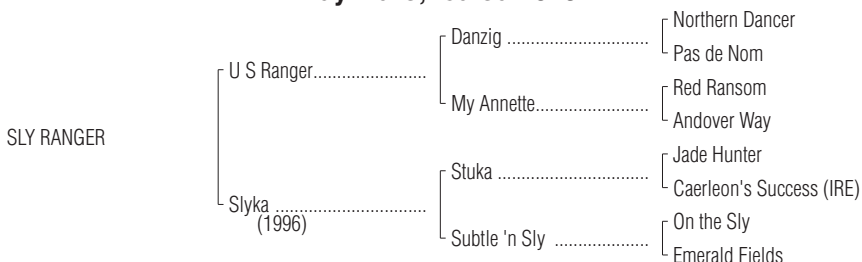 Northern Dancer
Danzig ..............................
Pas de Nom
U S Ranger........................
Red Ransom
My Annette........................
Andover Way
SLY RANGER
Jade Hunter
Stuka ................................
Caerleon's Success (IRE)
Slyka ................................
(1996)
On the Sly
Subtle 'n Sly ....................
Emerald Fields